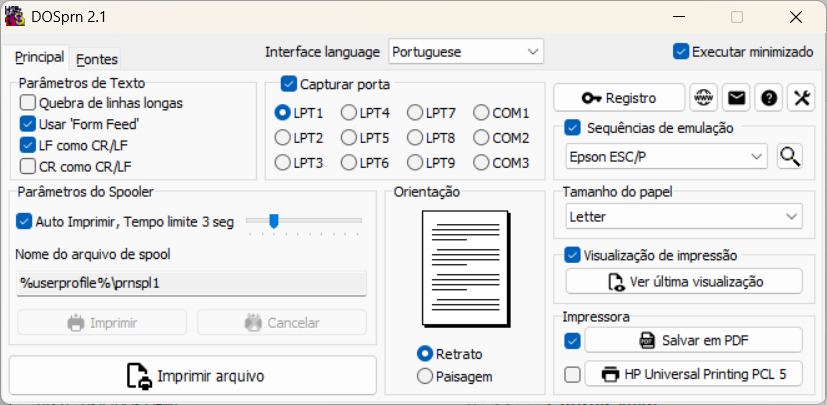 DOSprn 2.1
Principal
Fontes
Interface language
Portuguese
Executar minimizado
Parâmetros de Texto
Quebra de linhas longas
Usar 'Form Feed'
LF como CR/LF
CR como CR/LF
Capturar porta
LPT1 LPT4 LPT7 COM1
LPT2 LPT5 LPT8 COM2
LPT3 LPT6 LPT9 COM3
Registro
WWW
Sequências de emulação
Epson ESC/P
Parâmetros do Spooler
Auto Imprimir, Tempo limite 3 seg
Nome do arquivo de spool
%userprofile%\prnspl1
Imprimir
Cancelar
Imprimir arquivo
Orientação
Retrato
Paisagem
Tamanho do papel
Letter
Visualização de impressão
Ver última visualização
Impressora
PDF
Salvar em PDF
HP Universal Printing PCL 5